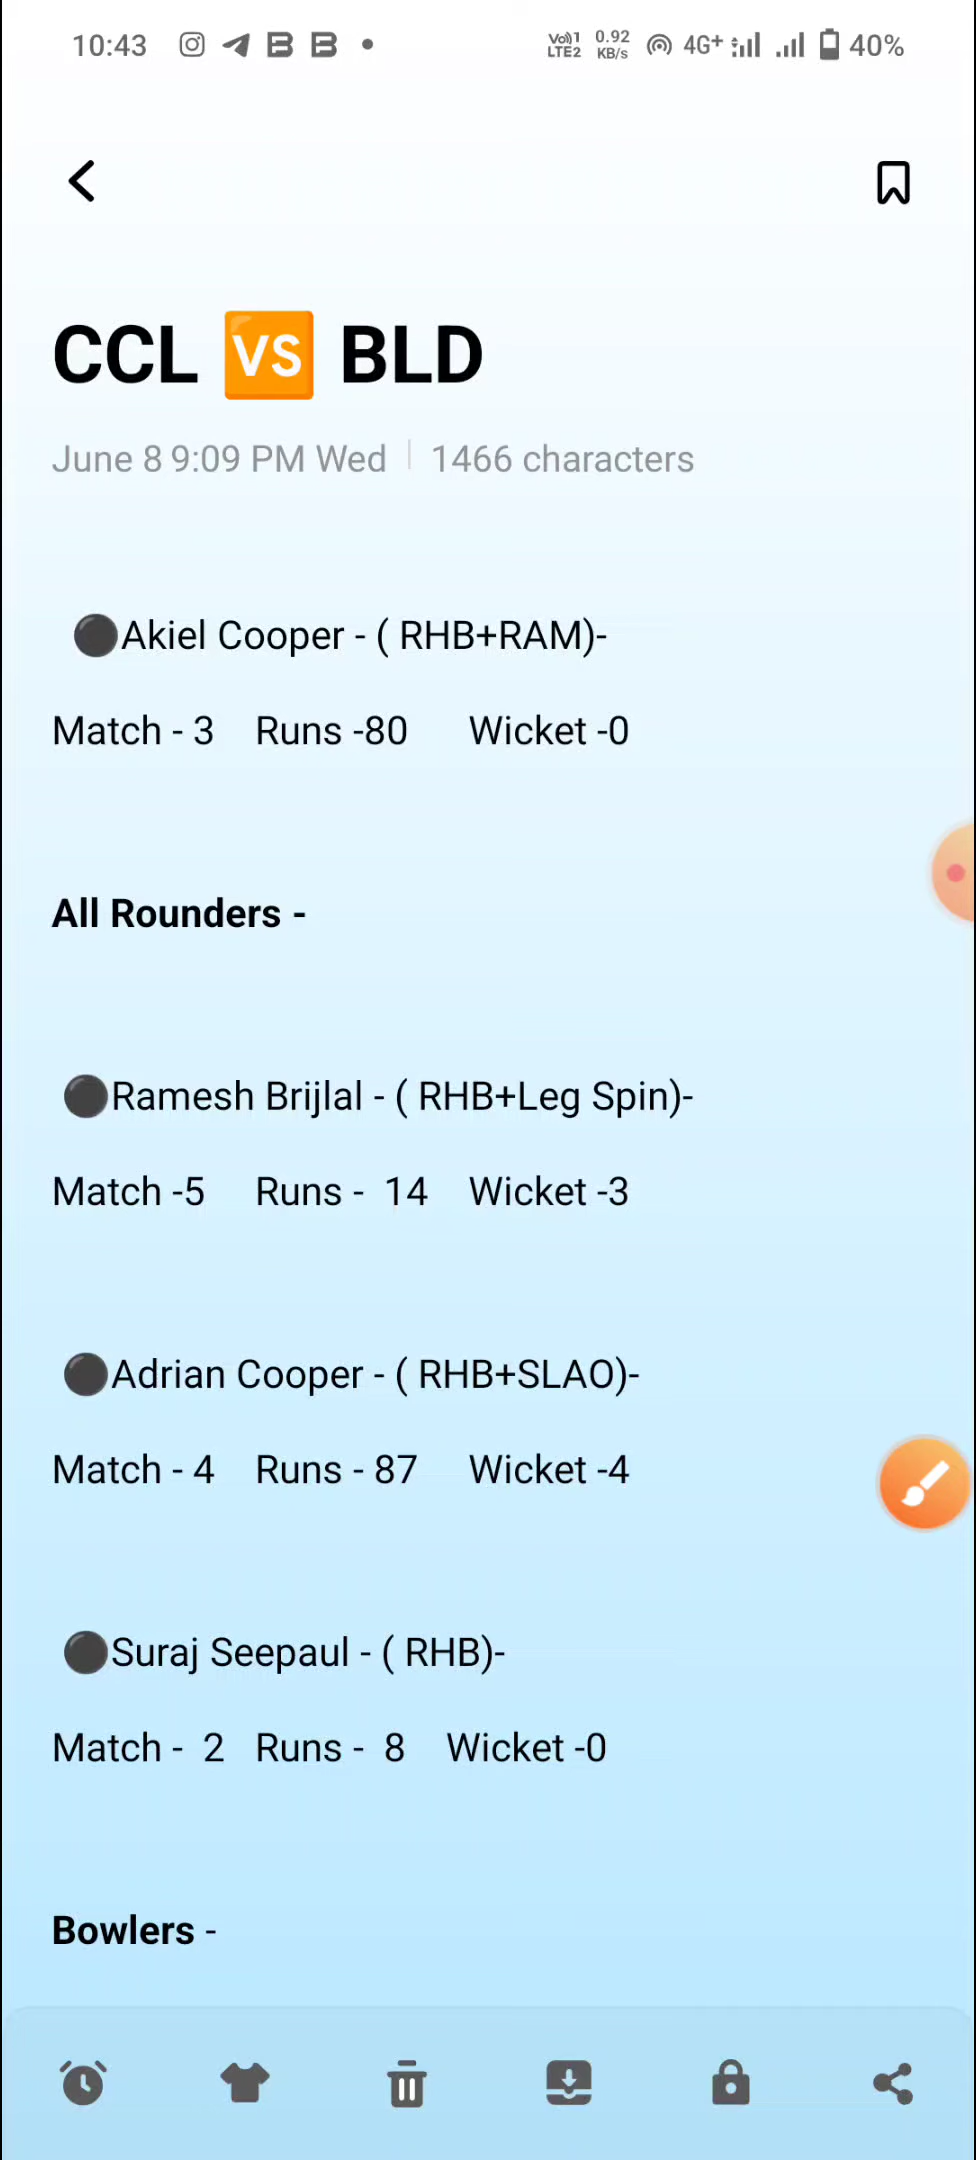 10:43 Vo)) 1 LTE2 0.92 KB/s 4G+ 40%
CCL VS BLD
June 8 9:09 PM Wed | 1466 characters
Akiel Cooper - ( RHB+RAM)-
Match - 3 Runs -80 Wicket -0
All Rounders -
Ramesh Brijlal - ( RHB+Leg Spin)-
Match -5 Runs - 14 Wicket -3
Adrian Cooper - ( RHB+SLAO)-
Match - 4 Runs - 87 Wicket -4
Suraj Seepaul - ( RHB)-
Match - 2 Runs - 8 Wicket -0
Bowlers -